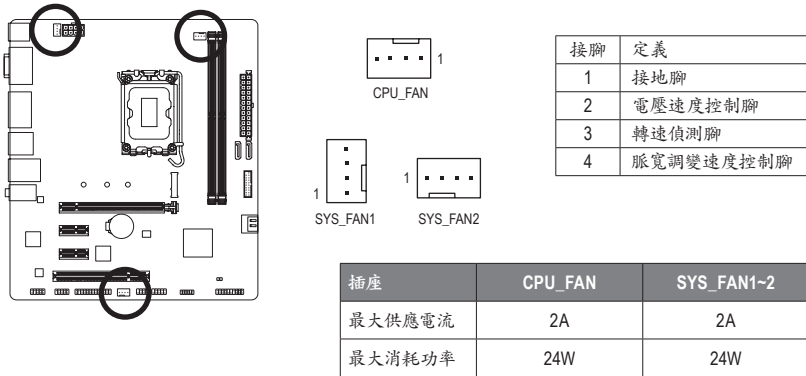 1
CPU_FAN
1
SYS_FAN1
1
SYS_FAN2
接腳 定義
1 接地腳
2 電壓速度控制腳
3 轉速偵測腳
4 脈寬調變速度控制腳
插座 CPU_FAN SYS_FAN1~2
最大供應電流 2A 2A
最大消耗功率 24W 24W